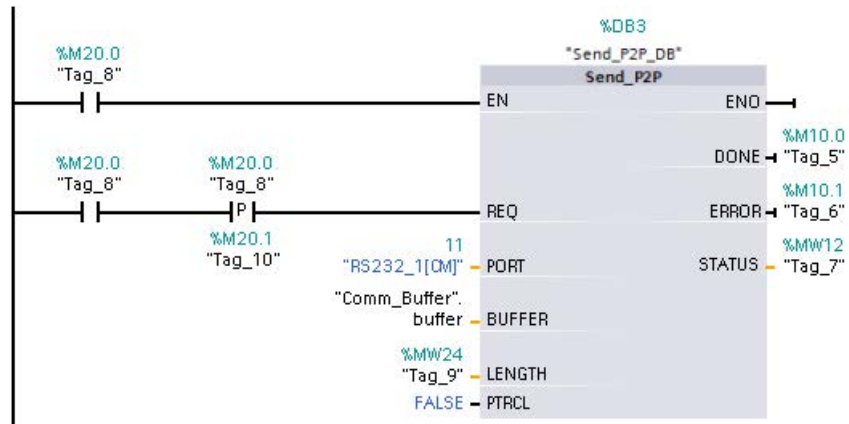 %DB3
"Send_P2P_DB"
Send_P2P
%M20.0
"Tag_8"
EN
ENO
%M20.0
"Tag_8"
%M20.0
"Tag_8"
P
%M20.1
"Tag_10"
REQ
DONE
%M10.0
"Tag_5"
ERROR
%M10.1
"Tag_6"
11
"RS232_1[CM]"
PORT
STATUS
%MW12
"Tag_7"
"Comm_Buffer".
buffer
BUFFER
%MW24
"Tag_9"
LENGTH
FALSE
PTRCL